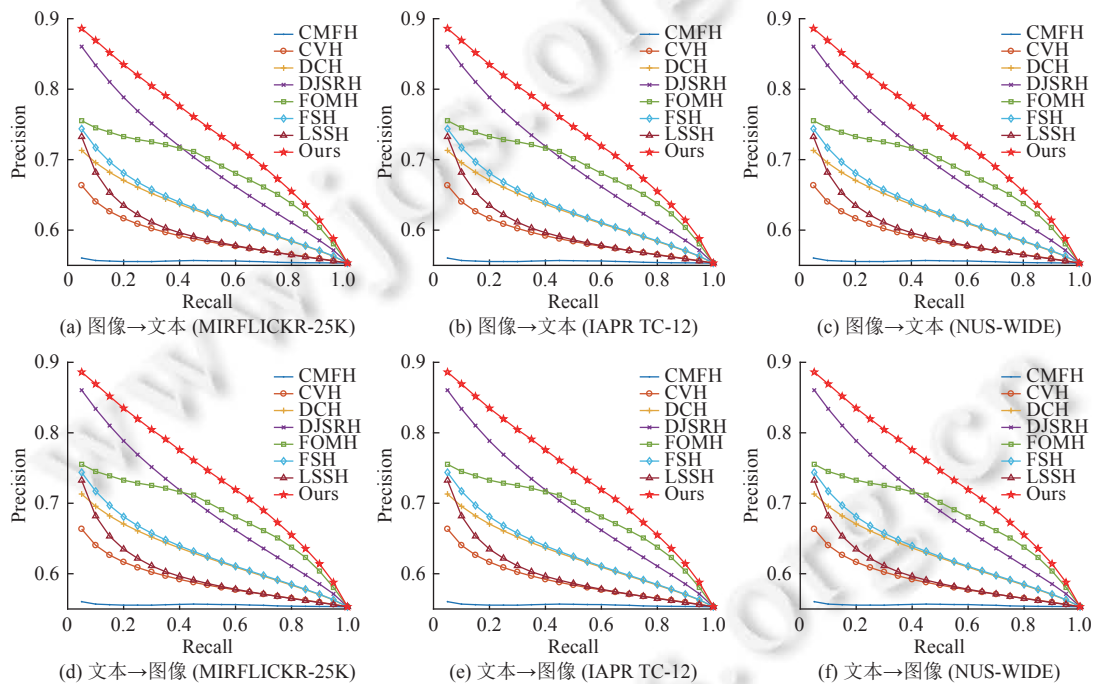 0.9
0.8
0.7
0.6
Precision
CMFH
CVH
DCH
DJSRH
FOMH
FSH
LSSH
Ours
0 0.2 0.4 0.6 0.8 1.0
Recall
(a) 图像→文本 (MIRFLICKR-25K)
0.9
0.8
0.7
0.6
Precision
CMFH
CVH
DCH
DJSRH
FOMH
FSH
LSSH
Ours
0 0.2 0.4 0.6 0.8 1.0
Recall
(b) 图像→文本 (IAPR TC-12)
0.9
0.8
0.7
0.6
Precision
CMFH
CVH
DCH
DJSRH
FOMH
FSH
LSSH
Ours
0 0.2 0.4 0.6 0.8 1.0
Recall
(c) 图像→文本 (NUS-WIDE)
0.9
0.8
0.7
0.6
Precision
CMFH
CVH
DCH
DJSRH
FOMH
FSH
LSSH
Ours
0 0.2 0.4 0.6 0.8 1.0
Recall
(d) 文本→图像 (MIRFLICKR-25K)
0.9
0.8
0.7
0.6
Precision
CMFH
CVH
DCH
DJSRH
FOMH
FSH
LSSH
Ours
0 0.2 0.4 0.6 0.8 1.0
Recall
(e) 文本→图像 (IAPR TC-12)
0.9
0.8
0.7
0.6
Precision
CMFH
CVH
DCH
DJSRH
FOMH
FSH
LSSH
Ours
0 0.2 0.4 0.6 0.8 1.0
Recall
(f) 文本→图像 (NUS-WIDE)